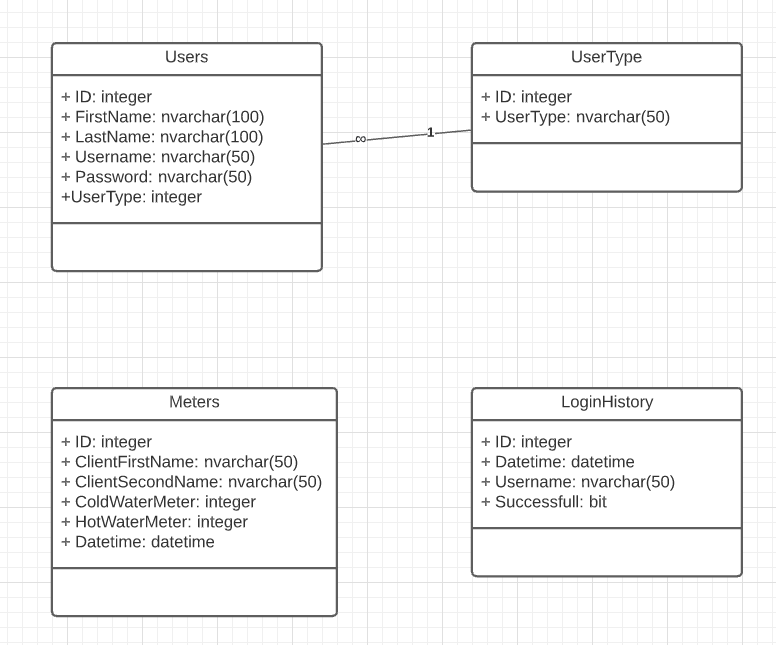 Users
+ ID: integer
+ FirstName: nvarchar(100)
+ LastName: nvarchar(100)
+ Username: nvarchar(50)
+ Password: nvarchar(50)
+UserType: integer
∞
1
UserType
+ ID: integer
+ UserType: nvarchar(50)
Meters
+ ID: integer
+ ClientFirstName: nvarchar(50)
+ ClientSecondName: nvarchar(50)
+ ColdWaterMeter: integer
+ HotWaterMeter: integer
+ Datetime: datetime
LoginHistory
+ ID: integer
+ Datetime: datetime
+ Username: nvarchar(50)
+ Successfull: bit